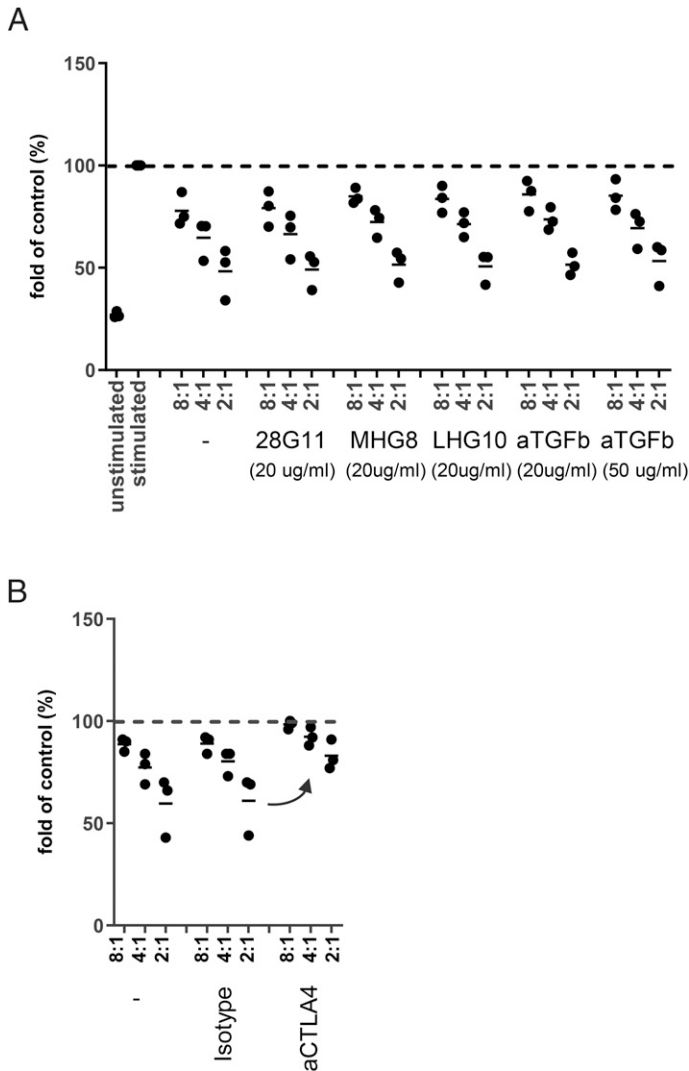 A
150
100
50
0
fold of control (%)
unstimulated
stimulated
8:1 4:1 2:1 8:1 4:1 2:1 8:1 4:1 2:1 8:1 4:1 2:1 8:1 4:1 2:1 8:1 4:1 2:1
- 28G11 MHG8 LHG10 aTGFb aTGFb
(20 ug/ml) (20ug/ml) (20ug/ml) (20ug/ml) (50 ug/ml)
B
150
100
50
0
fold of control (%)
8:1 4:1 2:1 8:1 4:1 2:1 8:1 4:1 2:1
- Isotype aCTLA4